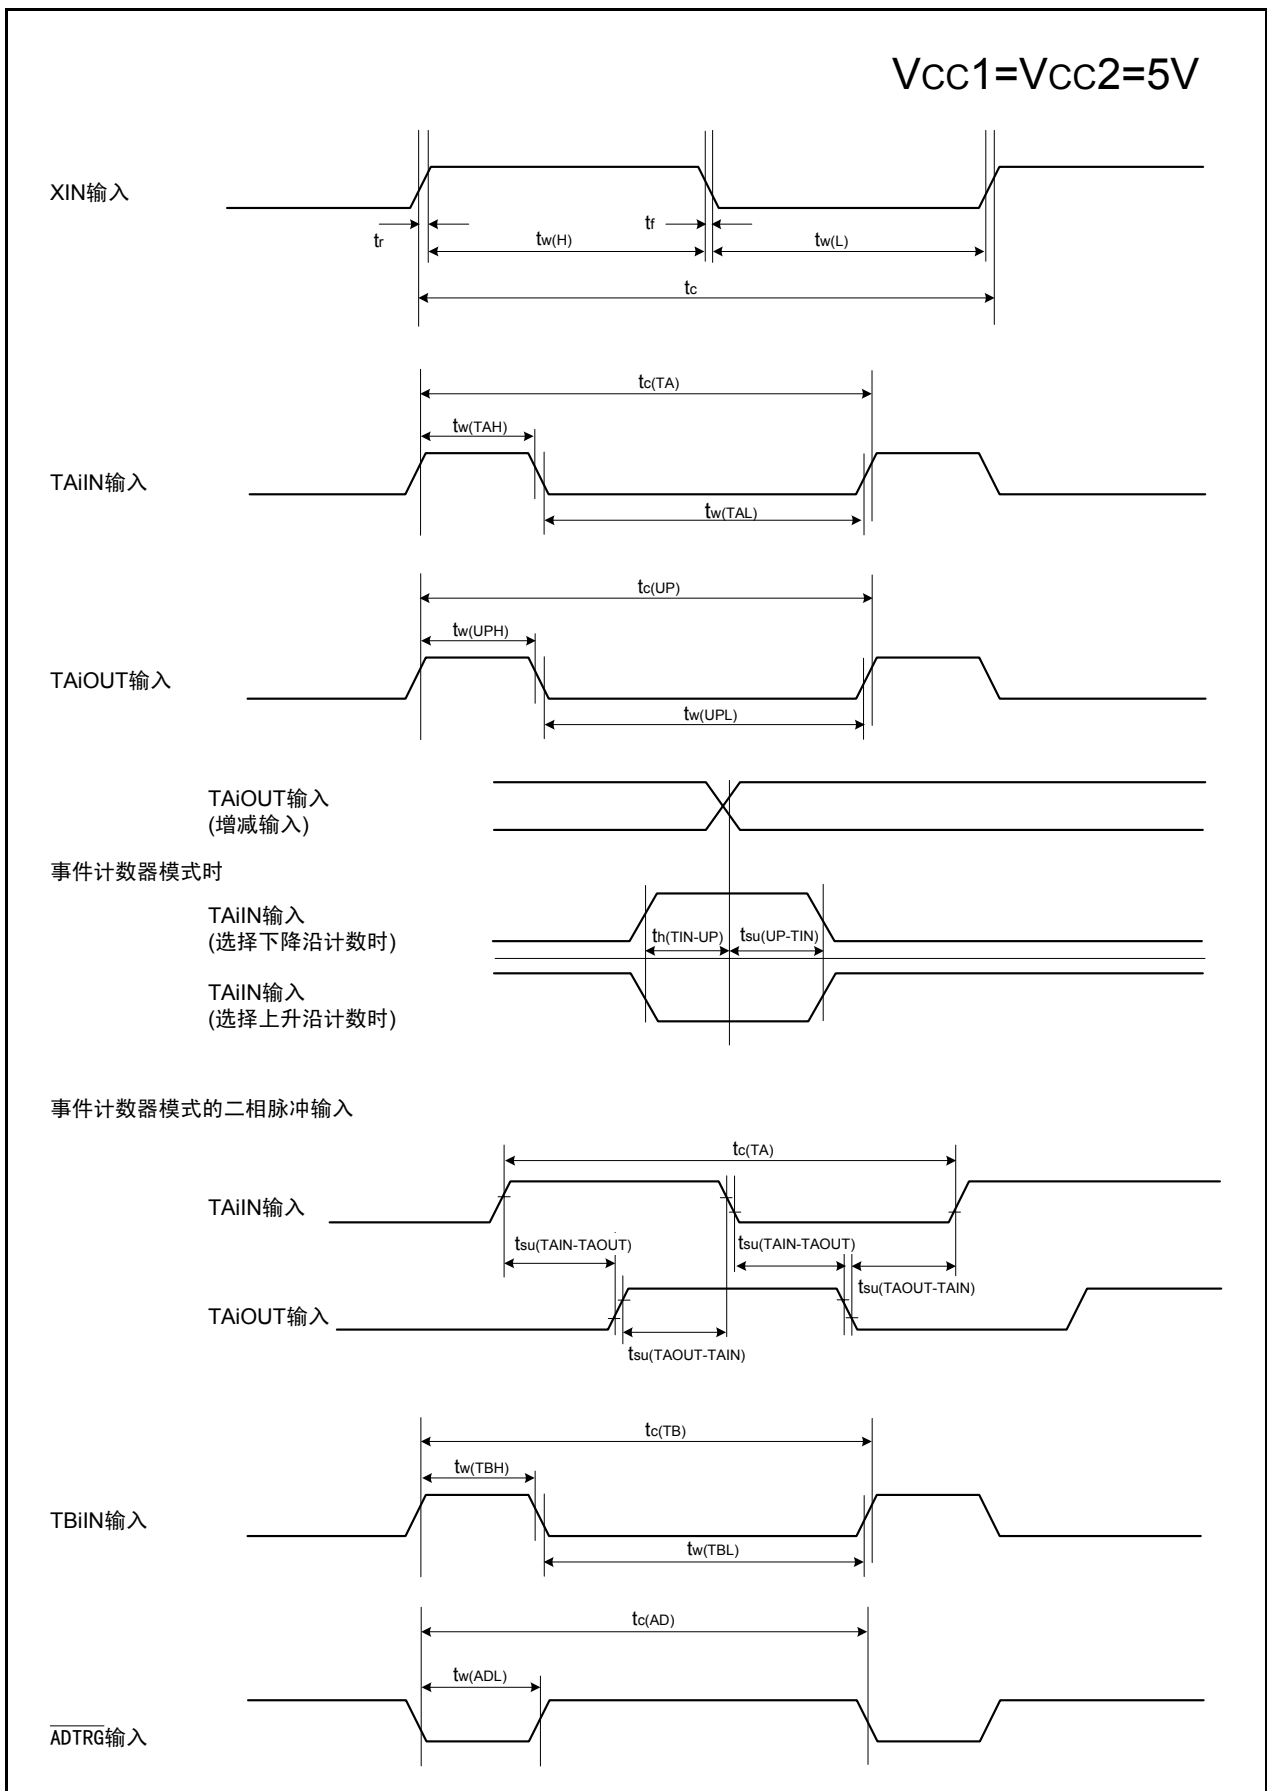 VCC1=VCC2=5V
XIN输入
tr
tw(H)
tf
tw(L)
tc
tc(TA)
tw(TAH)
TAiIN输入
tw(TAL)
tc(UP)
tw(UPH)
TAiOUT输入
tw(UPL)
TAiOUT输入
(增减输入)
事件计数器模式时
TAiIN输入
(选择下降沿计数时)
th(TIN-UP)
tsu(UP-TIN)
TAiIN输入
(选择上升沿计数时)
事件计数器模式的二相脉冲输入
tc(TA)
TAiIN输入
tsu(TAIN-TAOUT)
tsu(TAIN-TAOUT)
tsu(TAOUT-TAIN)
TAiOUT输入
tsu(TAOUT-TAIN)
tc(TB)
tw(TBH)
TBiIN输入
tw(TBL)
tc(AD)
tw(ADL)
ADTRG输入